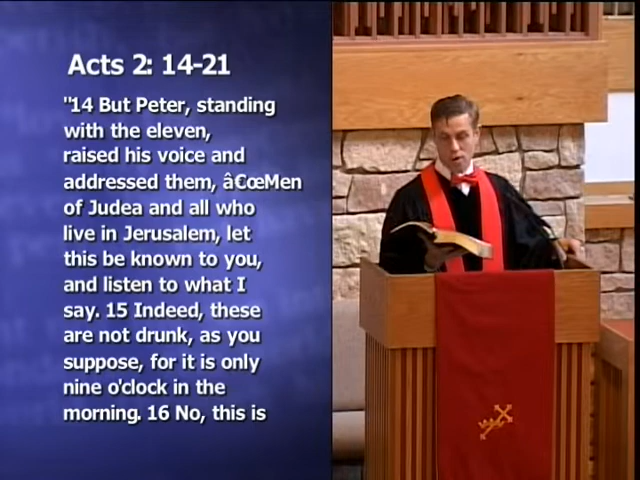 Acts 2: 14-21
"14 But Peter, standing
with the eleven,
raised his voice and
addressed them, â€œMen
of Judea and all who
live in Jerusalem, let
this be known to you,
and listen to what I
say. 15 Indeed, these
are not drunk, as you
suppose, for it is only
nine o'clock in the
morning. 16 No, this is